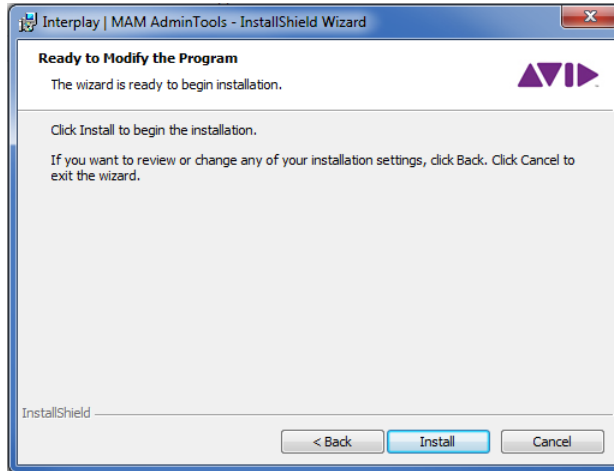 Interplay | MAM AdminTools - InstallShield Wizard
Ready to Modify the Program
The wizard is ready to begin installation.
AVID
Click Install to begin the installation.
If you want to review or change any of your installation settings, click Back. Click Cancel to
exit the wizard.
InstallShield
< Back
Install
Cancel